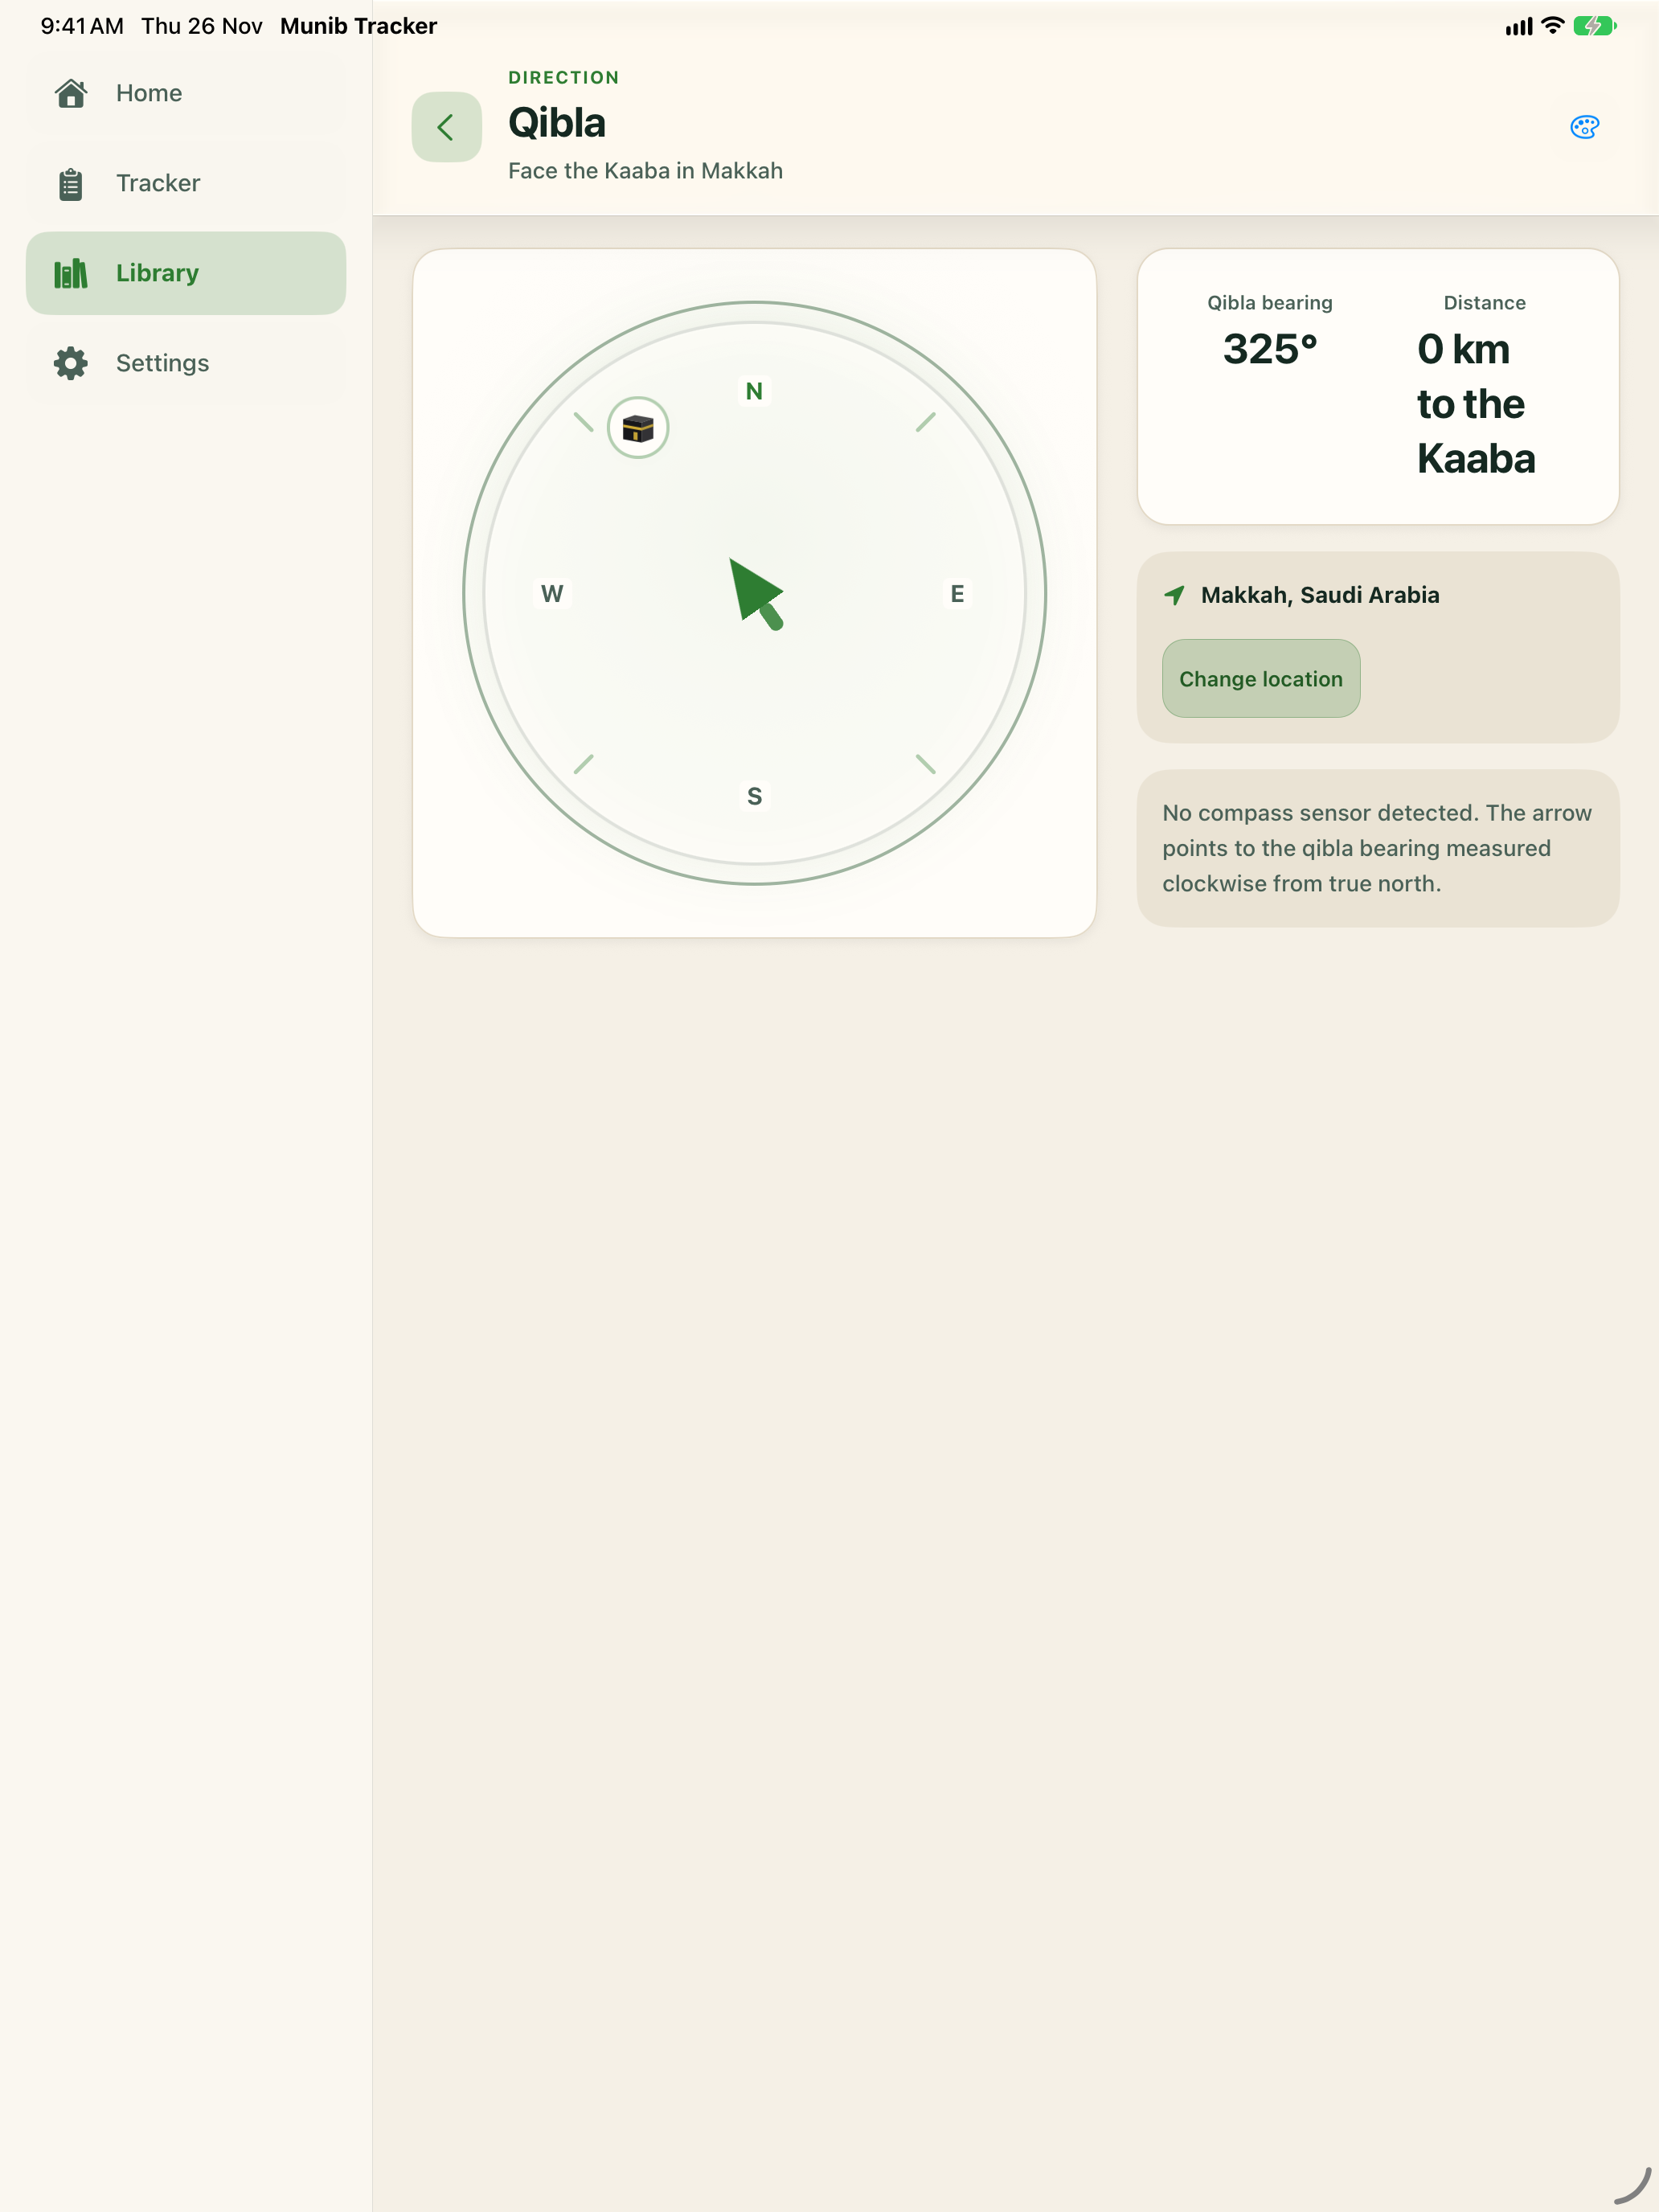 9:41 AM Thu 26 Nov Munib Tracker
Home
Tracker
Library
Settings
DIRECTION
Qibla
Face the Kaaba in Makkah
N
W
E
S
Qibla bearing
325°
Distance
0 km
to the
Kaaba
Makkah, Saudi Arabia
Change location
No compass sensor detected. The arrow
points to the qibla bearing measured
clockwise from true north.